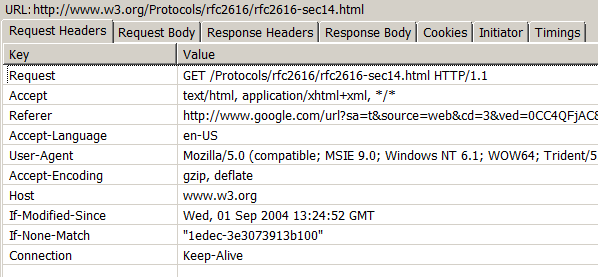 URL: http://www.w3.org/Protocols/rfc2616/rfc2616-sec14.html
Request Headers Request Body Response Headers Response Body Cookies Initiator Timings
Key Value
Request GET /Protocols/rfc2616/rfc2616-sec14.html HTTP/1.1
Accept text/html, application/xhtml+xml, */*
Referer http://www.google.com/url?sa=t&source=web&cd=3&ved=0CC4QFjAC&
Accept-Language en-US
User-Agent Mozilla/5.0 (compatible; MSIE 9.0; Windows NT 6.1; WOW64; Trident/5
Accept-Encoding gzip, deflate
Host www.w3.org
If-Modified-Since Wed, 01 Sep 2004 13:24:52 GMT
If-None-Match "1edec-3e3073913b100"
Connection Keep-Alive